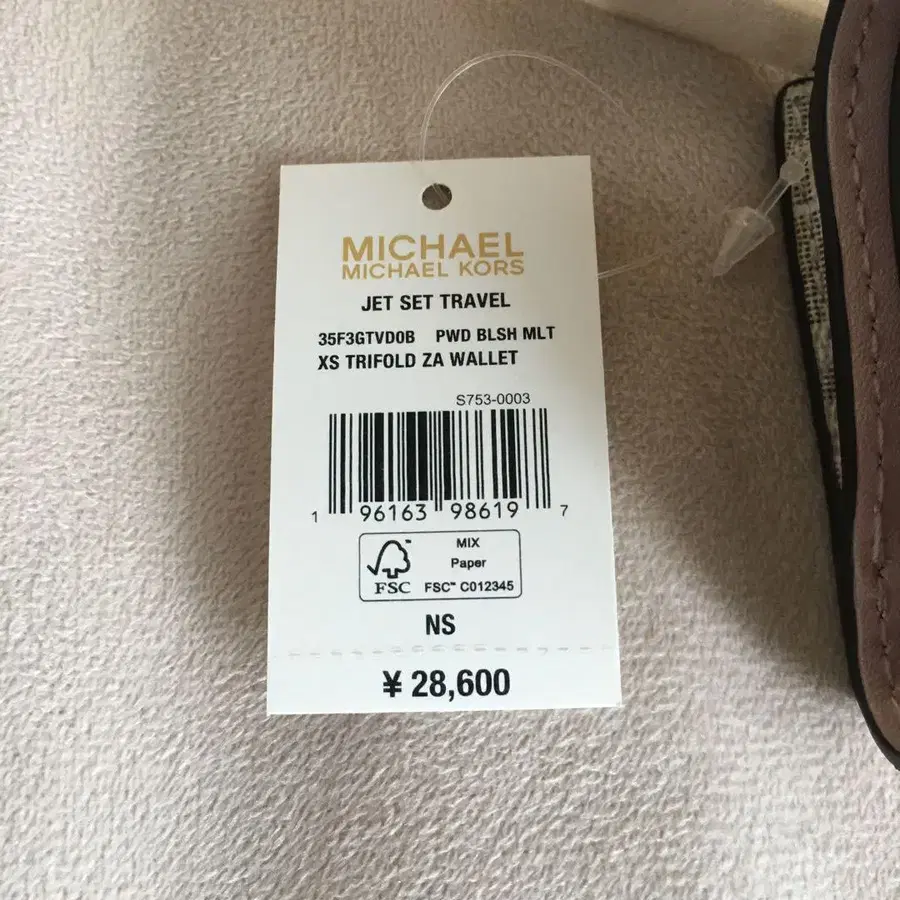 MICHAEL
MICHAEL KORS
JET SET TRAVEL
35F3GTVD0B PWD BLSH MLT
XS TRIFOLD ZA WALLET
S753-0003
1 96163 98619 7
FSC
MIX
Paper
FSC™ C012345
NS
¥ 28,600